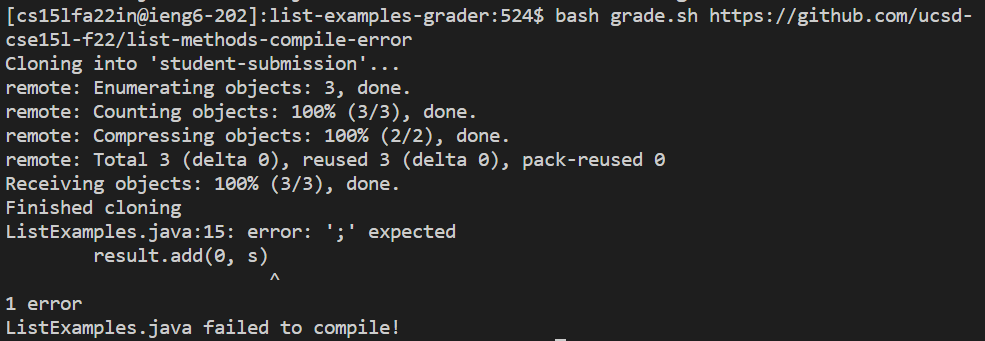 [cs15lfa22in@ieng6-202]:list-examples-grader:524$ bash grade.sh https://github.com/ucsd-
cse15l-f22/list-methods-compile-error
Cloning into 'student-submission'...
remote: Enumerating objects: 3, done.
remote: Counting objects: 100% (3/3), done.
remote: Compressing objects: 100% (2/2), done.
remote: Total 3 (delta 0), reused 3 (delta 0), pack-reused 0
Receiving objects: 100% (3/3), done.
Finished cloning
ListExamples.java:15: error: ';' expected
        result.add(0, s)
                        ^
1 error
ListExamples.java failed to compile!